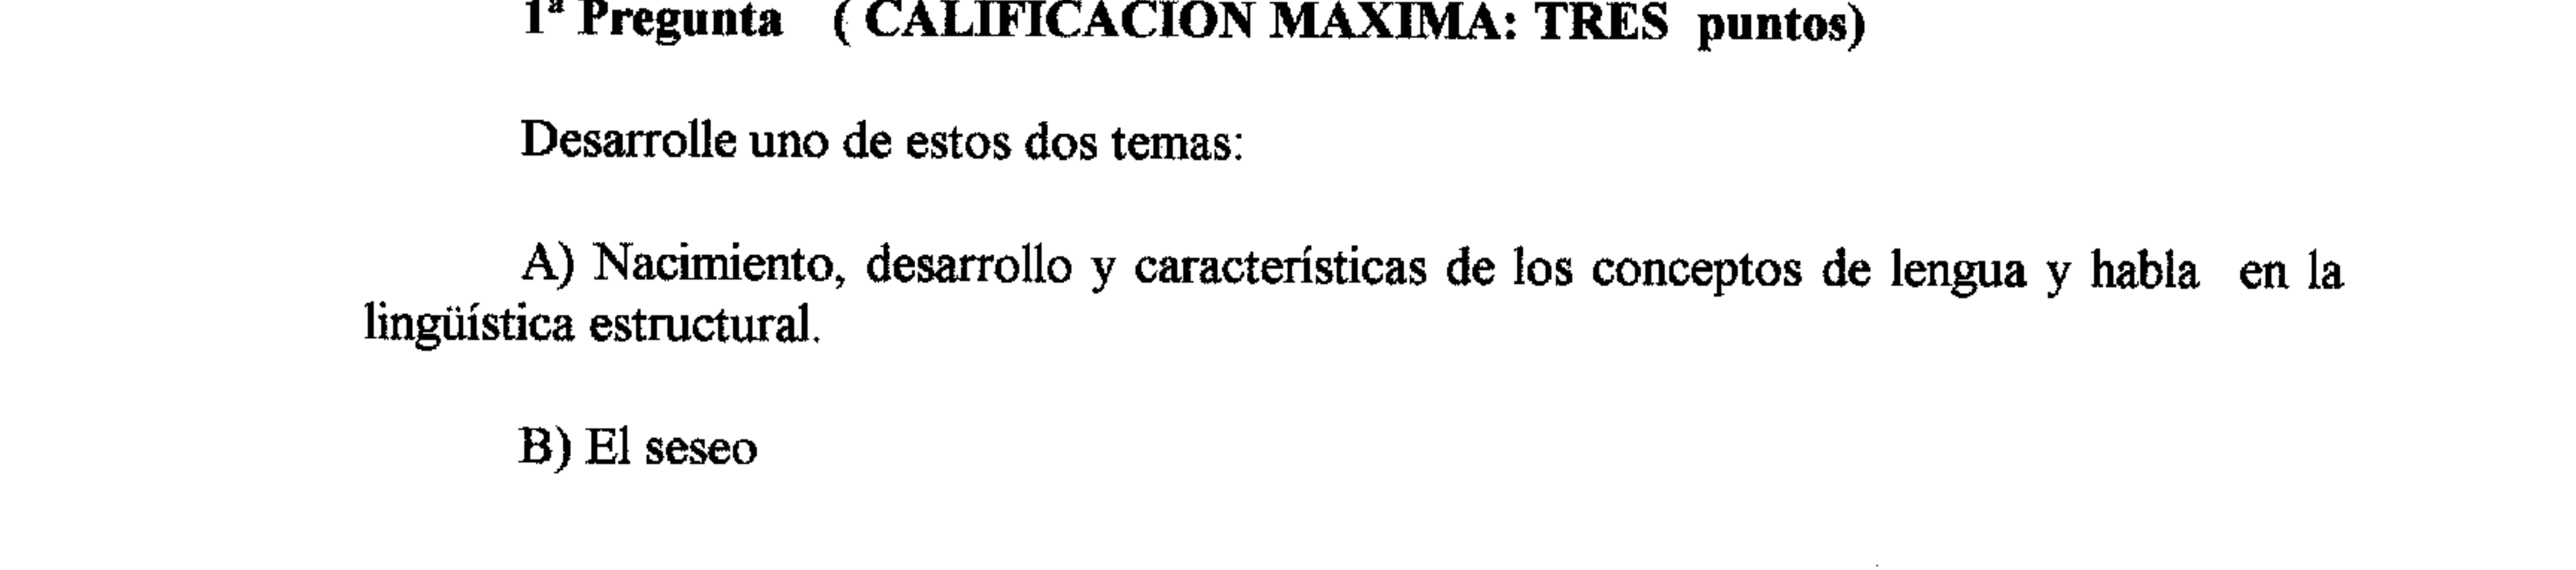 1ª Pregunta ( CALIFICACION MAXIMA: TRES puntos)
Desarrolle uno de estos dos temas:
A) Nacimiento, desarrollo y características de los conceptos de lengua y habla en la
lingüística estructural.
B) El seseo